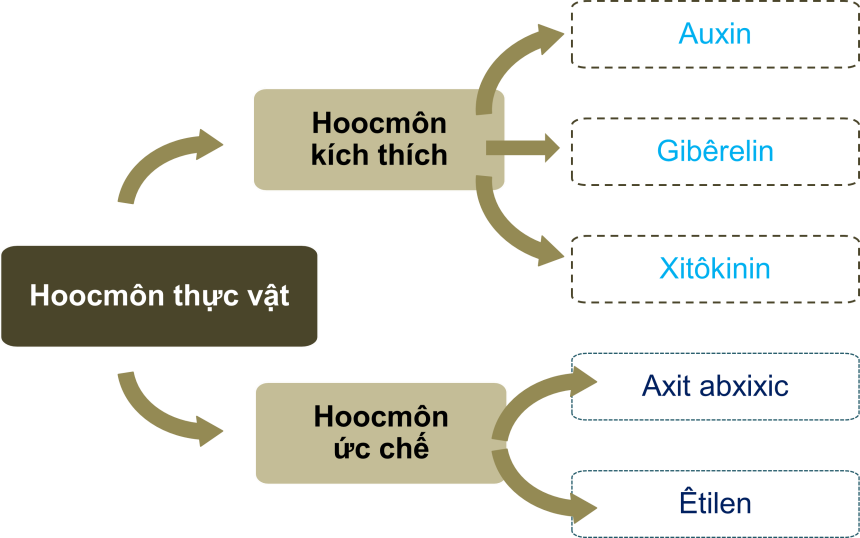 Hoocmôn thực vật
Hoocmôn
kích thích
Auxin
Gibêrelin
Xitôkinin
Hoocmôn
ức chế
Axit abxixic
Êtilen